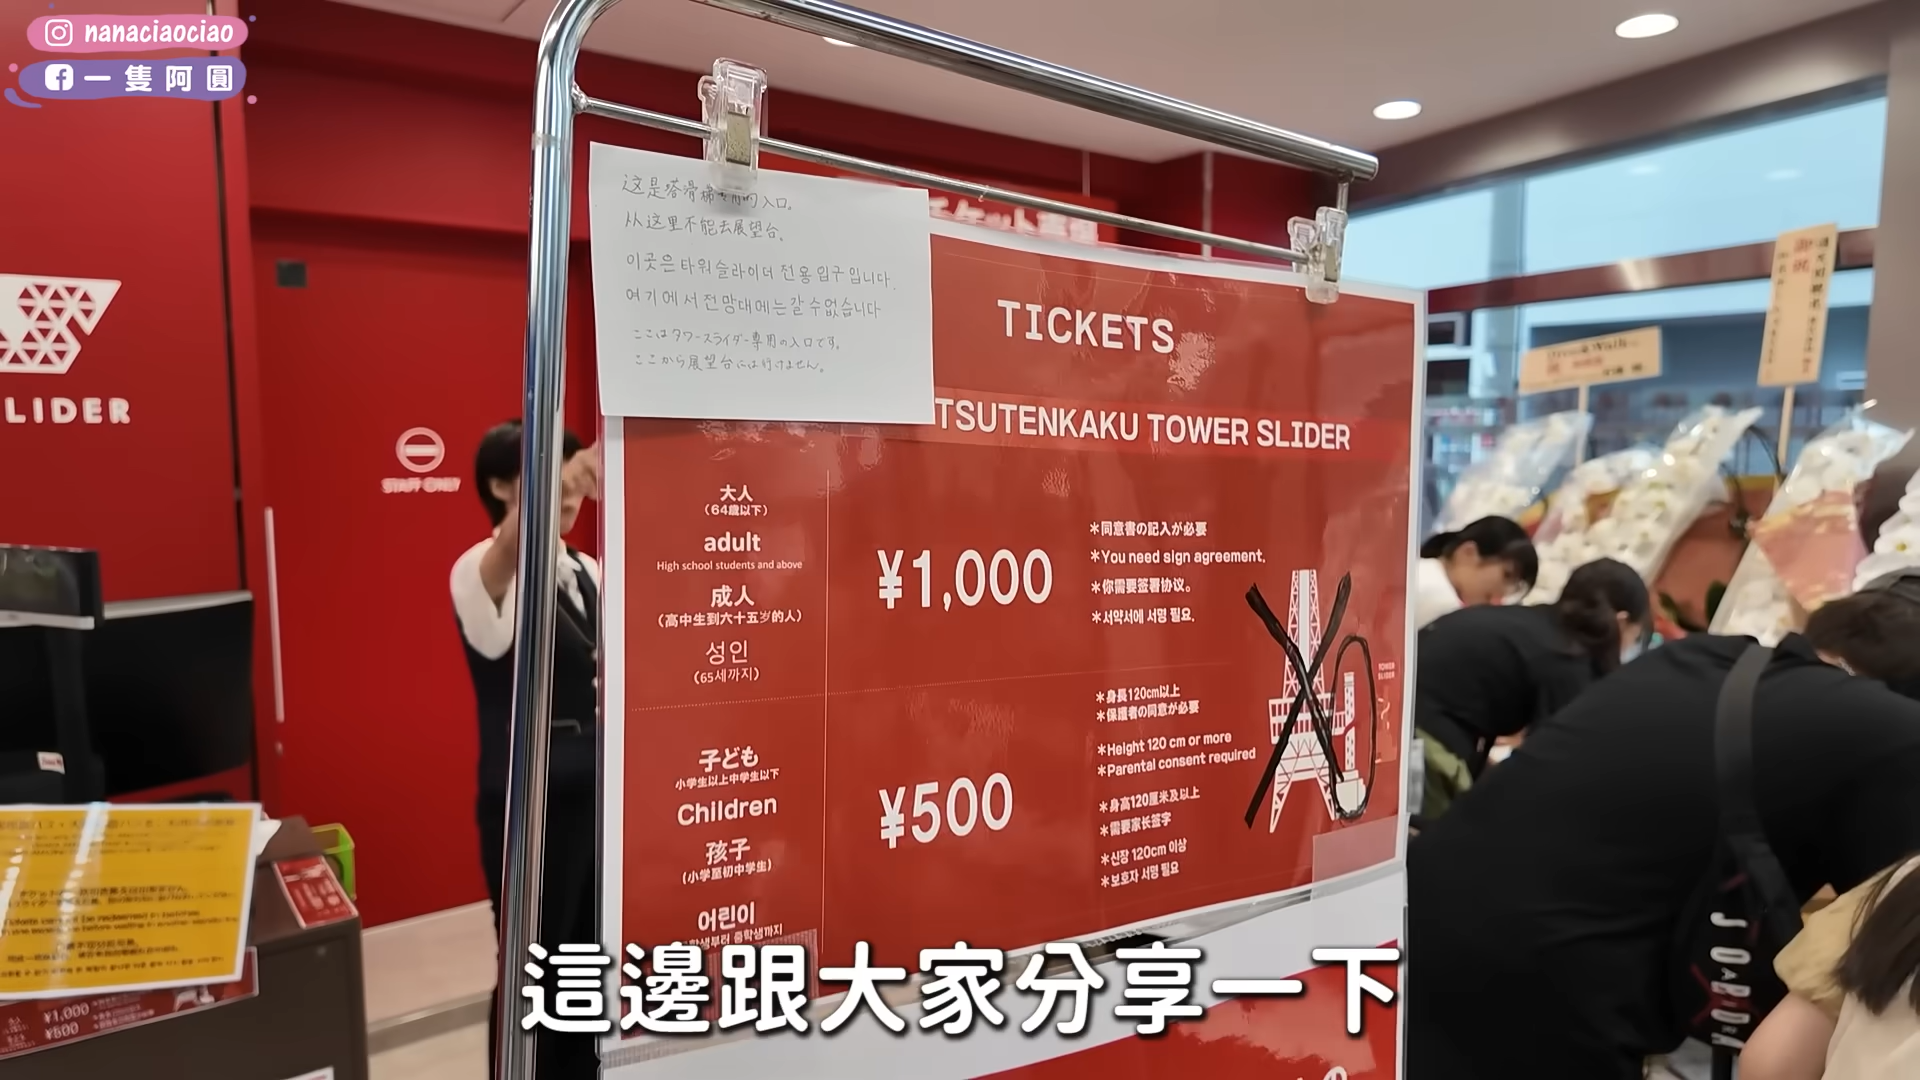 nanaciaociao
一隻阿圓
这是塔滑梯专用的入口。
从这里不能去展望台。
이곳은 타워슬라이더 전용 입구입니다.
여기에서 전망대에는 갈 수 없습니다
ここはタワースライダー専用の入口です。
ここから展望台には行けません。
TICKETS
TSUTENKAKU TOWER SLIDER
大人
(64歳以下)
adult
High school students and above
成人
(高中生到六十五岁的人)
성인
(65세까지)
¥1,000
*同意書の記入が必要
*You need sign agreement.
*你需要签署协议。
*서약서에 서명 필요.
子ども
小学生以上中学生以下
Children
孩子
(小学至初中学生)
어린이
¥500
*身長120cm以上
*保護者の同意が必要
*Height 120 cm or more
*Parental consent required
*身高120厘米及以上
*需要家长签字
*신장 120cm 이상
*보호자 서명 필요
TOWER
SLIDER
LIDER
STAFF ONLY
¥1,000
¥500
這邊跟大家分享一下